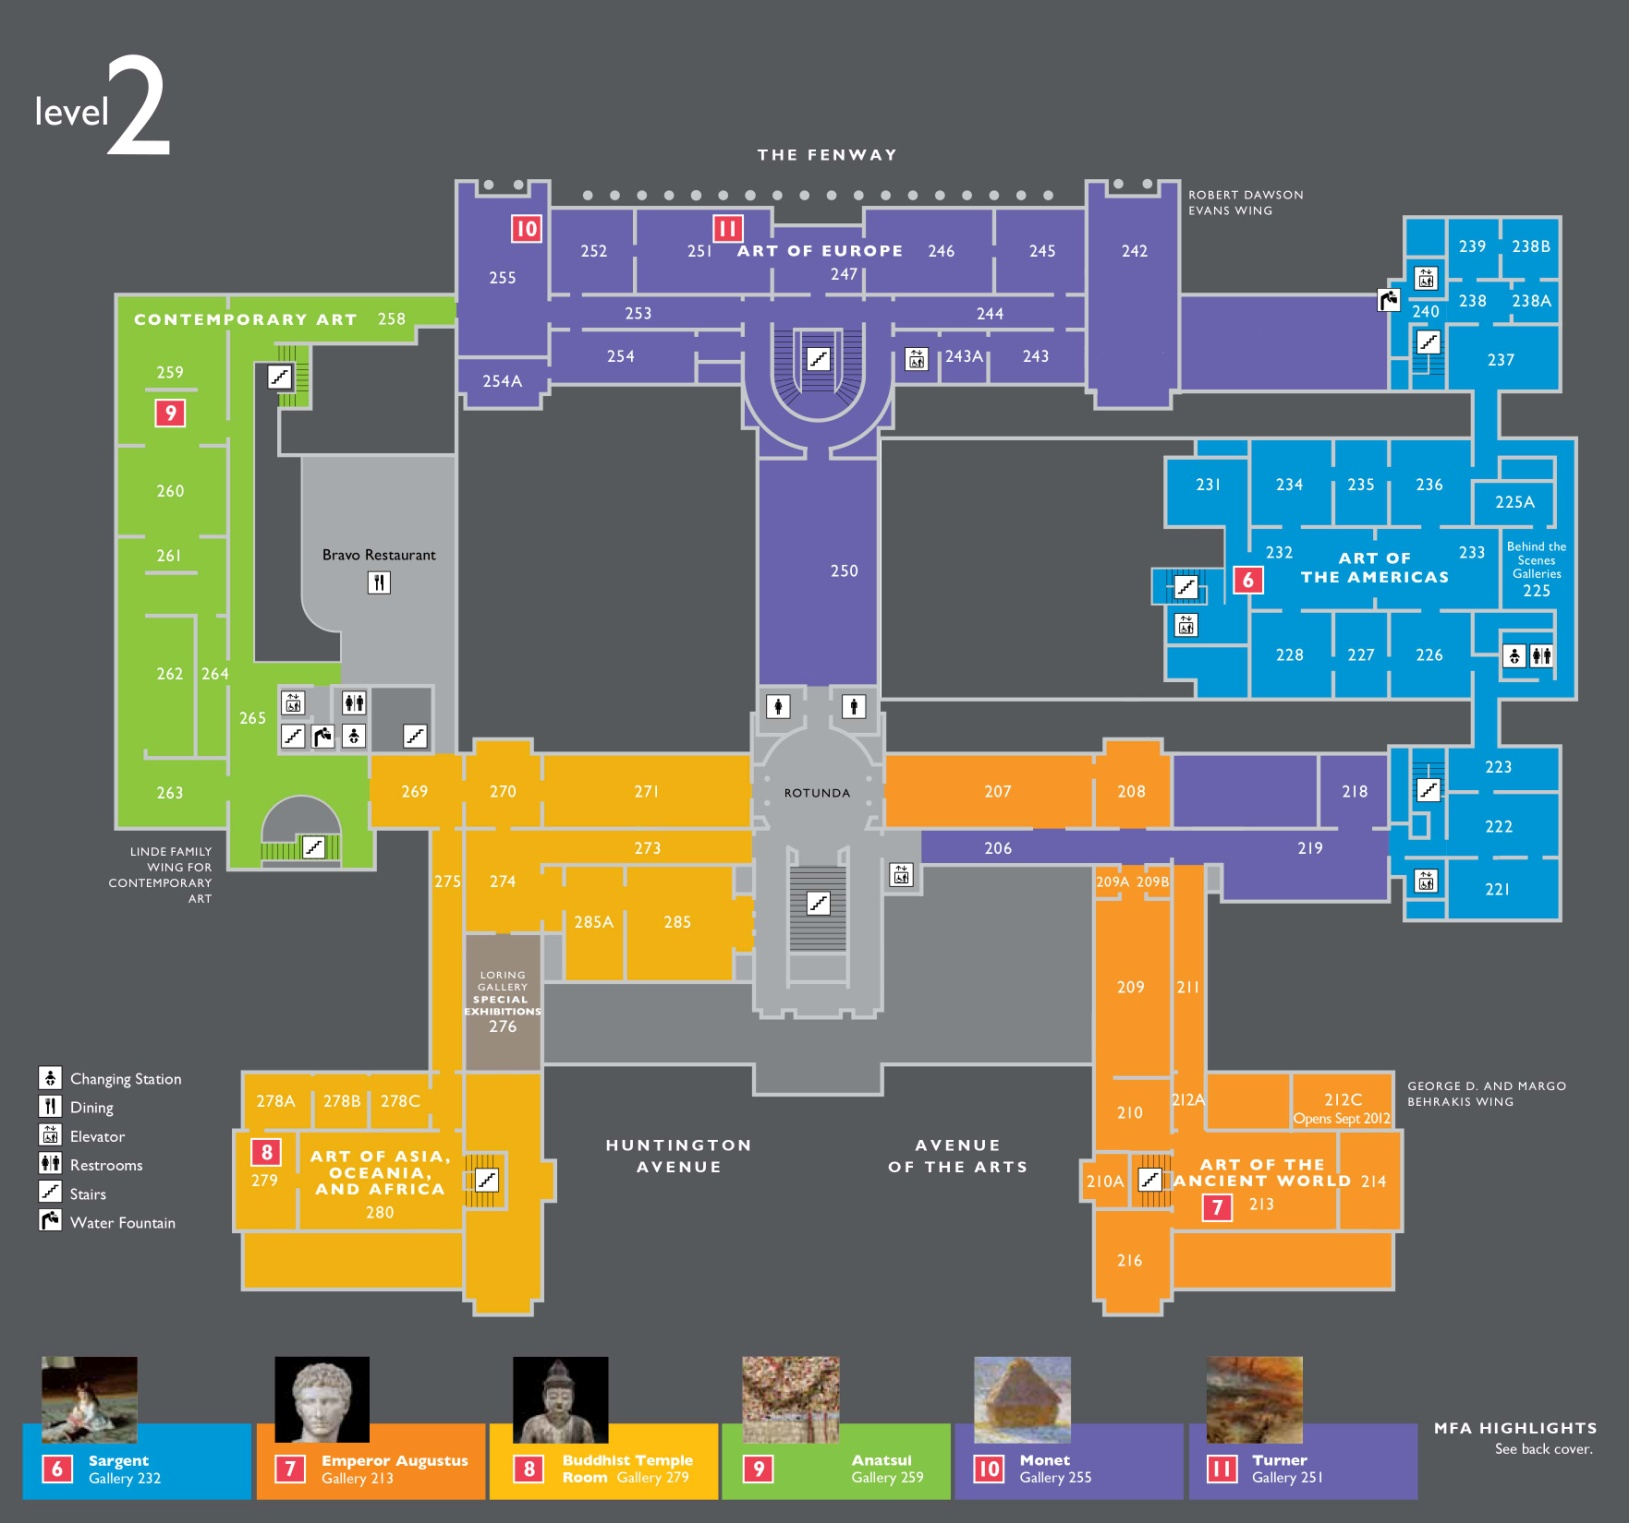 level 2
THE FENWAY
ROBERT DAWSON
EVANS WING
10
11
252
251
ART OF EUROPE
246
245
242
239
238B
255
247
CONTEMPORARY ART
258
253
244
240
238
238A
259
254
243A
243
237
254A
9
260
231
234
235
236
225A
261
Bravo Restaurant
250
232
ART OF
THE AMERICAS
233
Behind the
Scenes
Galleries
225
6
262
264
228
227
226
265
263
269
270
271
ROTUNDA
207
208
218
223
222
LINDE FAMILY
WING FOR
CONTEMPORARY
ART
273
206
219
275
274
209A
209B
221
285A
285
LORING
GALLERY
SPECIAL
EXHIBITIONS
276
209
211
Changing Station
Dining
Elevator
Restrooms
Stairs
Water Fountain
278A
278B
278C
210
212A
212C
Opens Sept 2012
GEORGE D. AND MARGO
BEHRAKIS WING
8
279
ART OF ASIA,
OCEANIA,
AND AFRICA
280
HUNTINGTON
AVENUE
AVENUE
OF THE ARTS
210A
ART OF THE
ANCIENT WORLD
214
7
213
216
6
Sargent
Gallery 232
7
Emperor Augustus
Gallery 213
8
Buddhist Temple
Room Gallery 279
9
Anatsui
Gallery 259
10
Monet
Gallery 255
11
Turner
Gallery 251
MFA HIGHLIGHTS
See back cover.